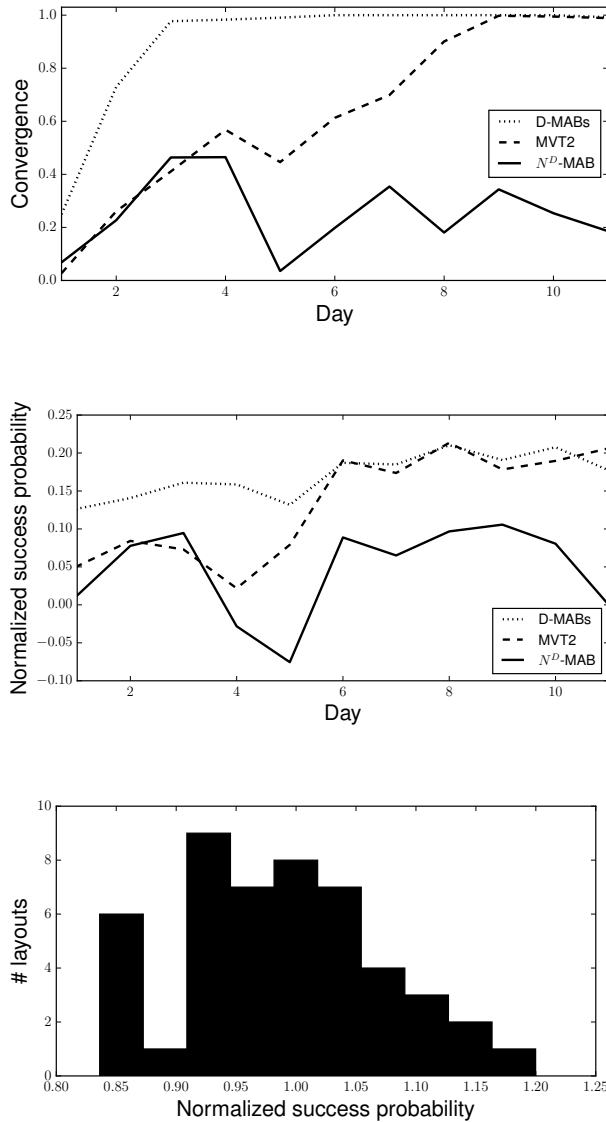 1.0
0.8
0.6
0.4
0.2
0.0
Convergence
D-MABs
MVT2
N^D-MAB
2 4 6 8 10
Day
0.25
0.20
0.15
0.10
0.05
0.00
−0.05
−0.10
Normalized success probability
D-MABs
MVT2
N^D-MAB
2 4 6 8 10
Day
10
8
6
4
2
0
# layouts
0.80 0.85 0.90 0.95 1.00 1.05 1.10 1.15 1.20 1.25
Normalized success probability